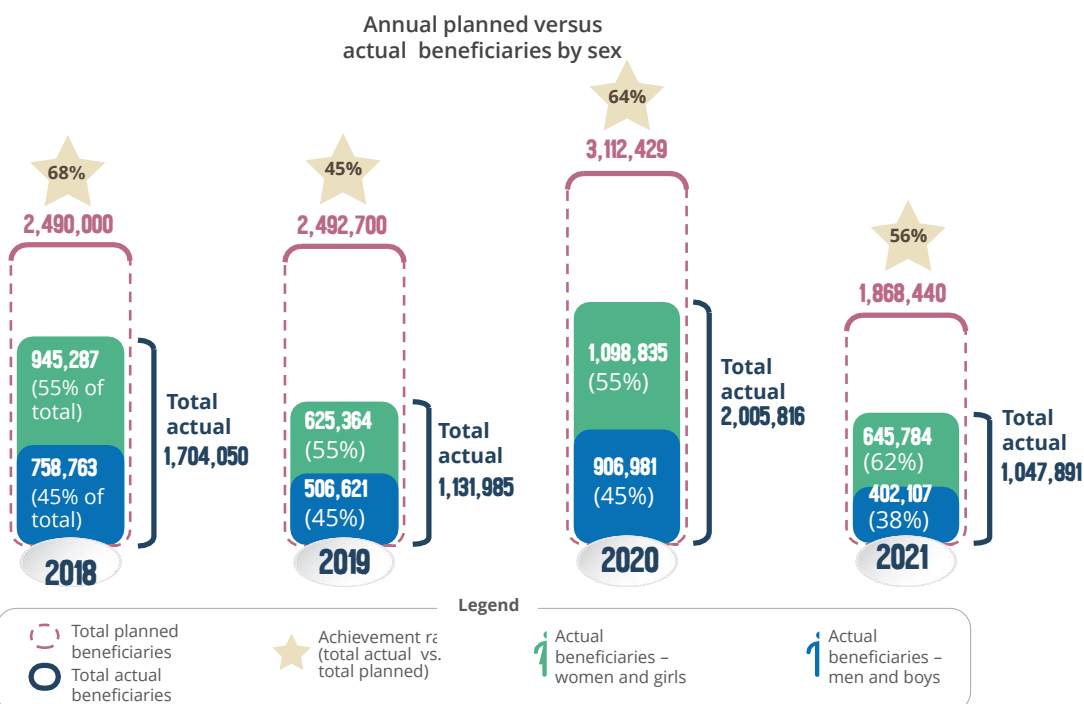 Annual planned versus
actual beneficiaries by sex
68%
2,490,000
945,287
(55% of
total)
758,763
(45% of
total)
Total
actual
1,704,050
2018
45%
2,492,700
625,364
(55%)
506,621
(45%)
Total
actual
1,131,985
2019
64%
3,112,429
1,098,835
(55%)
906,981
(45%)
Total
actual
2,005,816
2020
56%
1,868,440
645,784
(62%)
402,107
(38%)
Total
actual
1,047,891
2021
Legend
Total planned
beneficiaries
Total actual
beneficiaries
Achievement ra
(total actual vs.
total planned)
Actual
beneficiaries –
women and girls
Actual
beneficiaries –
men and boys